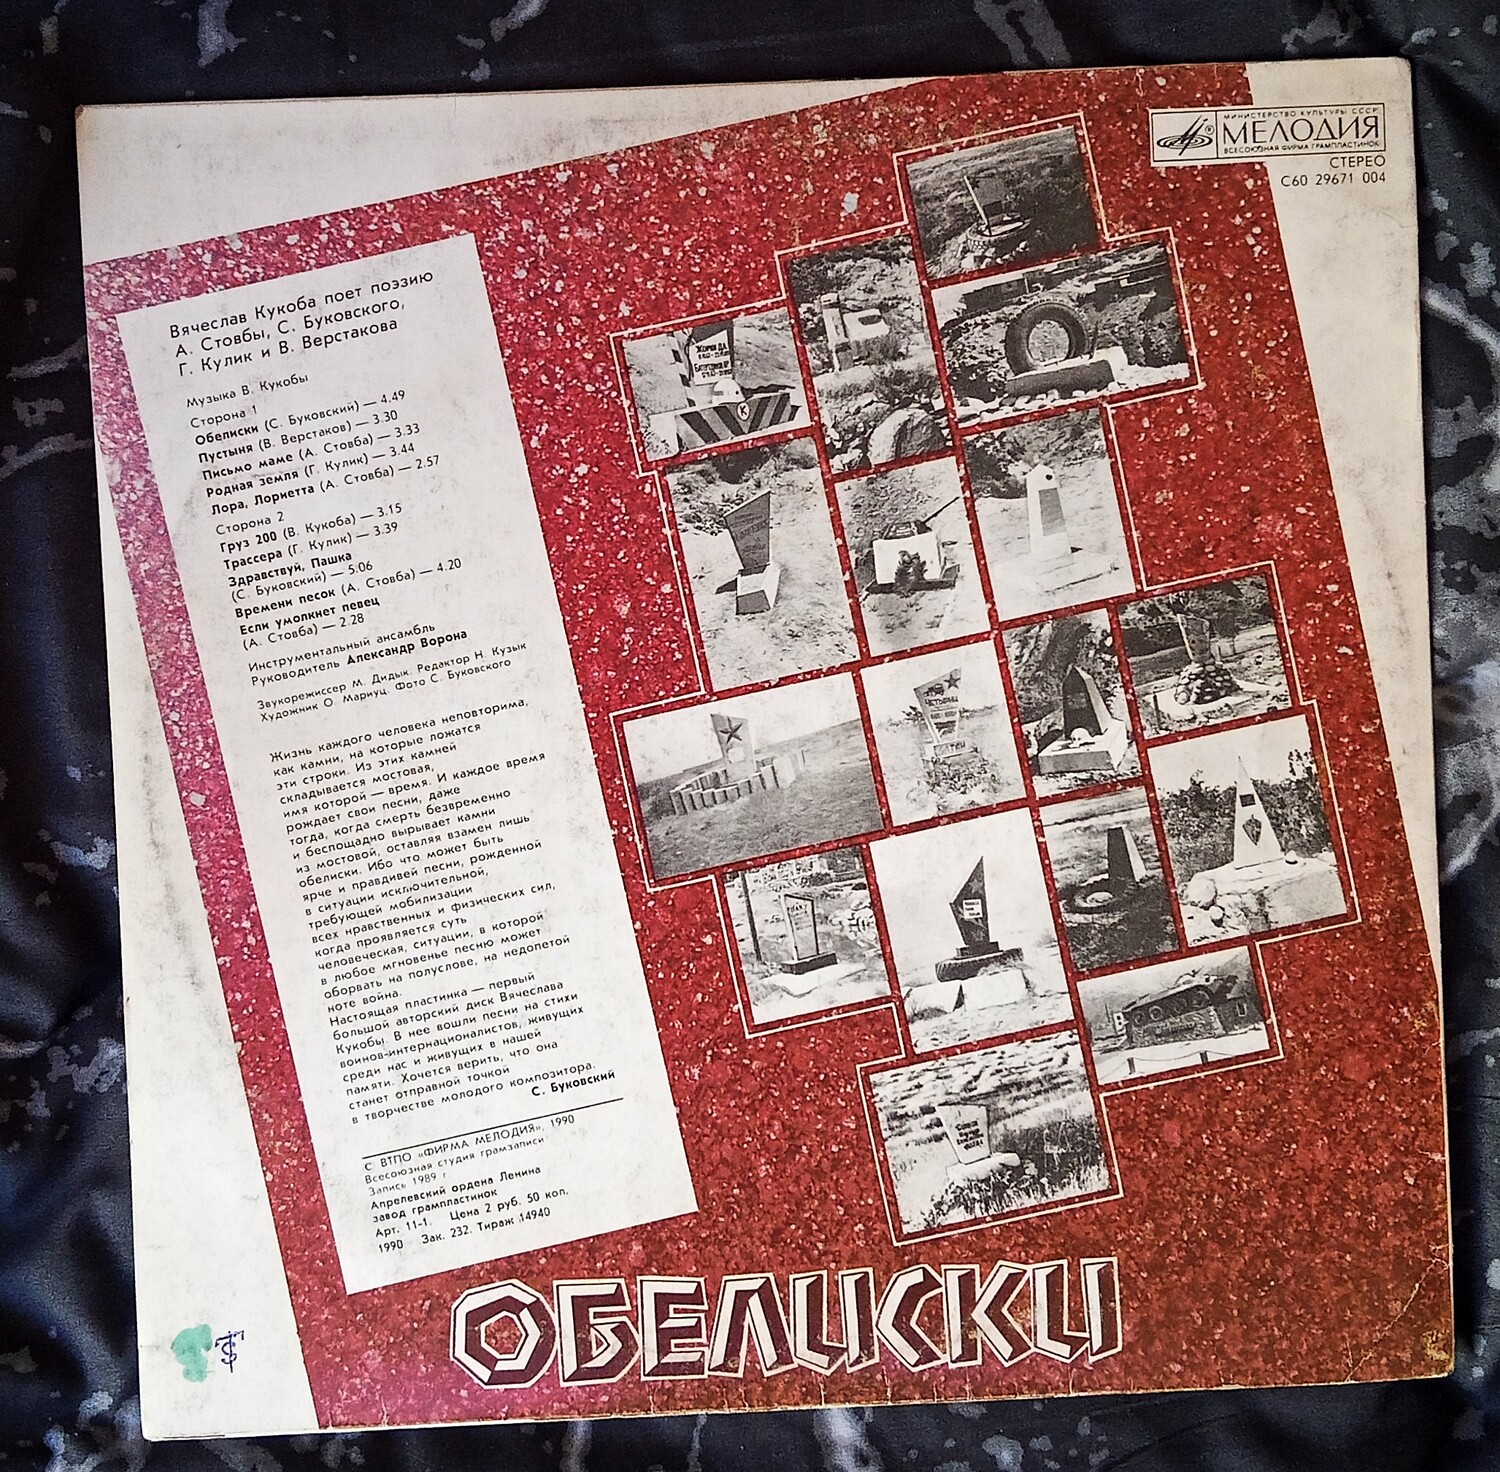 МИНИСТЕРСТВО КУЛЬТУРЫ СССР
МЕЛОДИЯ
ВСЕСОЮЗНАЯ ФИРМА ГРАМПЛАСТИНОК
СТЕРЕО
С60 29671 004
Вячеслав Кукоба поет поэзию
А. Стовбы, С. Буковского,
Г. Кулик и В. Верстакова
Музыка В. Кукобы
Сторона 1
Обелиски (С. Буковский) — 4.49
Пустыня (В. Верстаков) — 3.30
Письмо маме (А. Стовба) — 3.33
Родная земля (Г. Кулик) — 3.44
Лора, Лориетта (А. Стовба) — 2.57
Сторона 2
Груз 200 (В. Кукоба) — 3.15
Трассера (Г. Кулик) — 3.39
Здравствуй, Пашка
(С. Буковский) — 5.06
Времени песок (А. Стовба) — 4.20
Если умолкнет певец
(А. Стовба) — 2.28
Инструментальный ансамбль
Руководитель Александр Ворона
Звукорежиссер М. Дидык. Редактор Н. Кузык
Художник О. Мариуц. Фото С. Буковского
Жизнь каждого человека неповторима,
как камни, на которые ложатся
эти строки. Из этих камней
складывается мостовая,
имя которой — время. И каждое время
рождает свои песни, даже
тогда, когда смерть безвременно
и беспощадно вырывает камни
из мостовой, оставляя взамен лишь
обелиски. Ибо что может быть
ярче и правдивей песни, рожденной
в ситуации исключительной,
требующей мобилизации
всех нравственных и физических сил,
когда проявляется суть
человеческая, ситуации, в которой
в любое мгновенье песню может
оборвать на полуслове, на недопетой
ноте война.
Настоящая пластинка — первый
большой авторский диск Вячеслава
Кукобы. В нее вошли песни на стихи
воинов-интернационалистов, живущих
среди нас и живущих в нашей
памяти. Хочется верить, что она
станет отправной точкой
в творчестве молодого композитора.
С. Буковский
С ВТПО «ФИРМА МЕЛОДИЯ», 1990
Всесоюзная студия грамзаписи
Запись 1989 г.
Апрелевский ордена Ленина
завод грампластинок
Арт. 11-1. Цена 2 руб. 50 коп.
1990 Зак. 232. Тираж 14940
ОБЕЛИСКИ